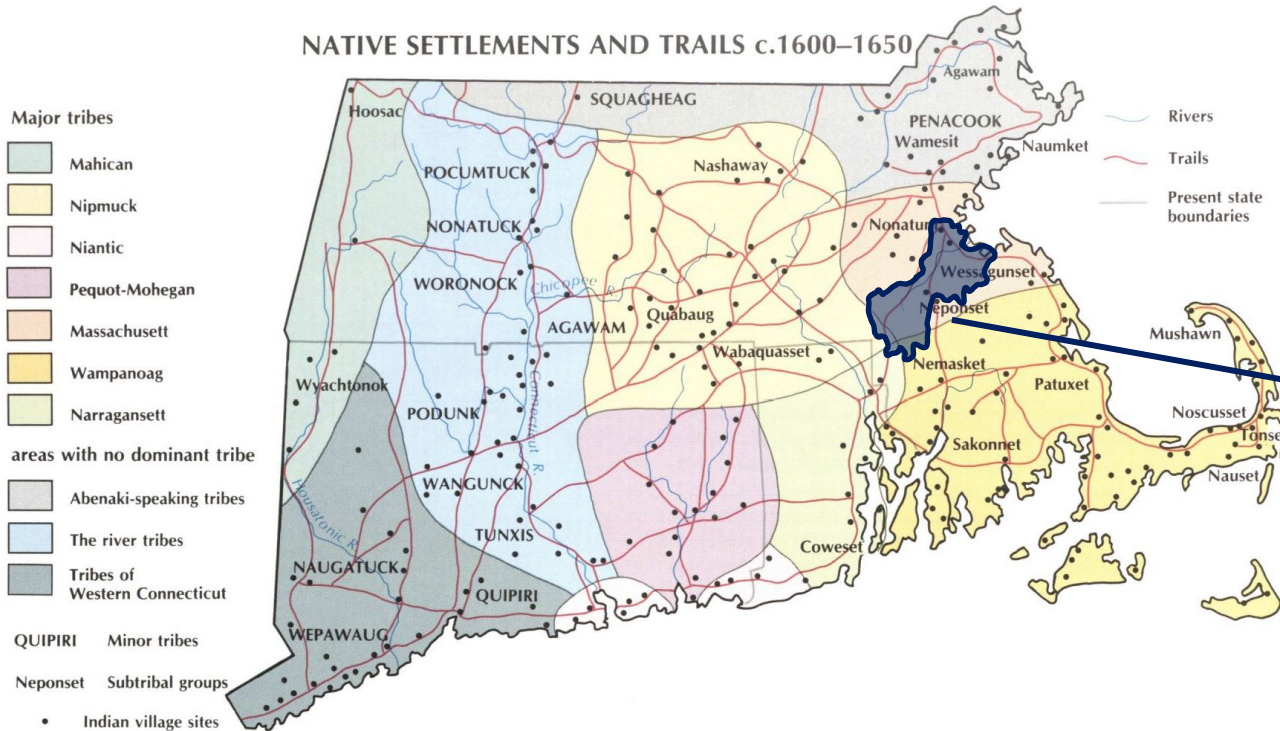 NATIVE SETTLEMENTS AND TRAILS c.1600–1650
Major tribes
Mahican
Nipmuck
Niantic
Pequot-Mohegan
Massachusett
Wampanoag
Narragansett
areas with no dominant tribe
Abenaki-speaking tribes
The river tribes
Tribes of
Western Connecticut
QUIPIRI Minor tribes
Neponset Subtribal groups
Indian village sites
Rivers
Trails
Present state
boundaries
Hoosac
SQUAGHEAG
Agawam
PENACOOK
Wamesit
Naumket
POCUMTUCK
Nashaway
NONATUCK
WORONOCK
Chicopee R.
AGAWAM
Quabaug
Wessagunset
Neponset
Mushawn
Wabaquasset
Nemasket
Wyachtonok
Patuxet
PODUNK
Connecticut R.
Noscusset
Sakonnet
Nauset
WANGUNCK
Housatonic R.
TUNXIS
Coweset
NAUGATUCK
QUIPIRI
WEPAWAUG